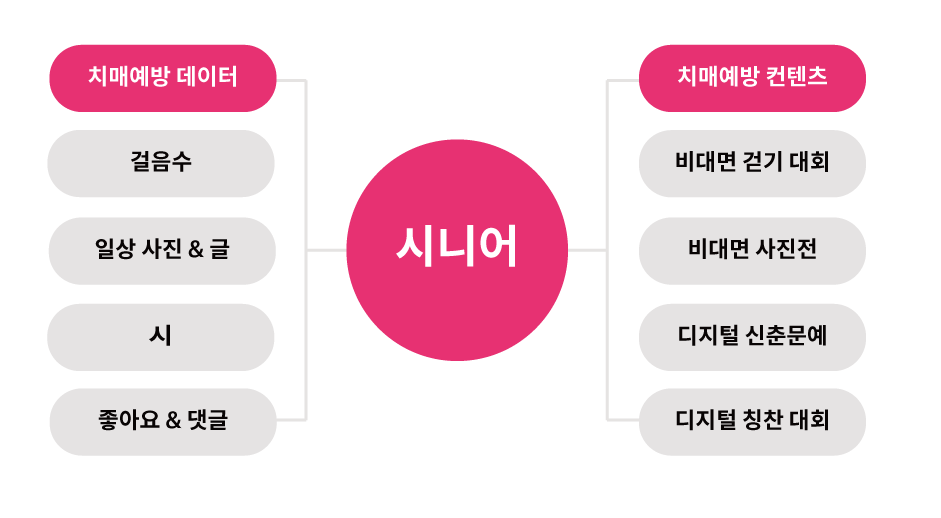 치매예방 데이터
걸음수
일상 사진 & 글
시
좋아요 & 댓글
시니어
치매예방 컨텐츠
비대면 걷기 대회
비대면 사진전
디지털 신춘문예
디지털 칭찬 대회